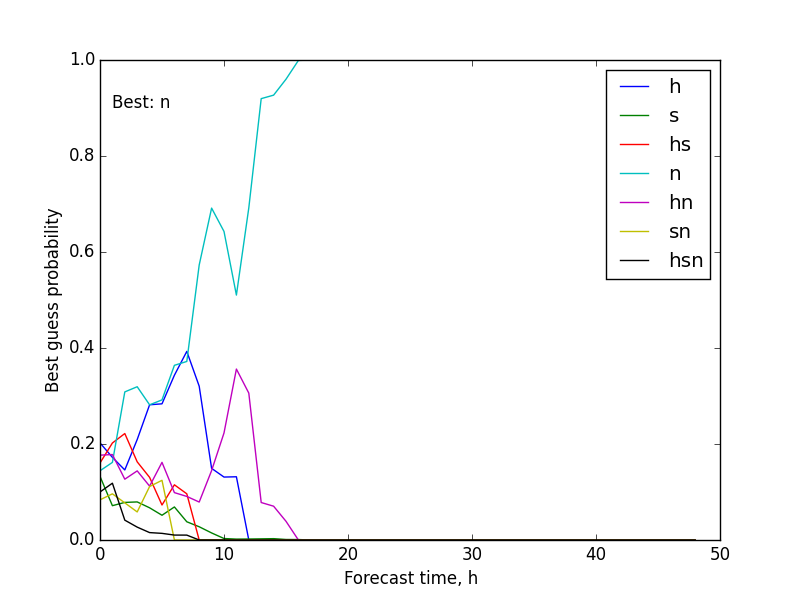 1.0
0.8
0.6
0.4
0.2
0.0
Best guess probability
Best: n
h
s
hs
n
hn
sn
hsn
0 10 20 30 40 50
Forecast time, h